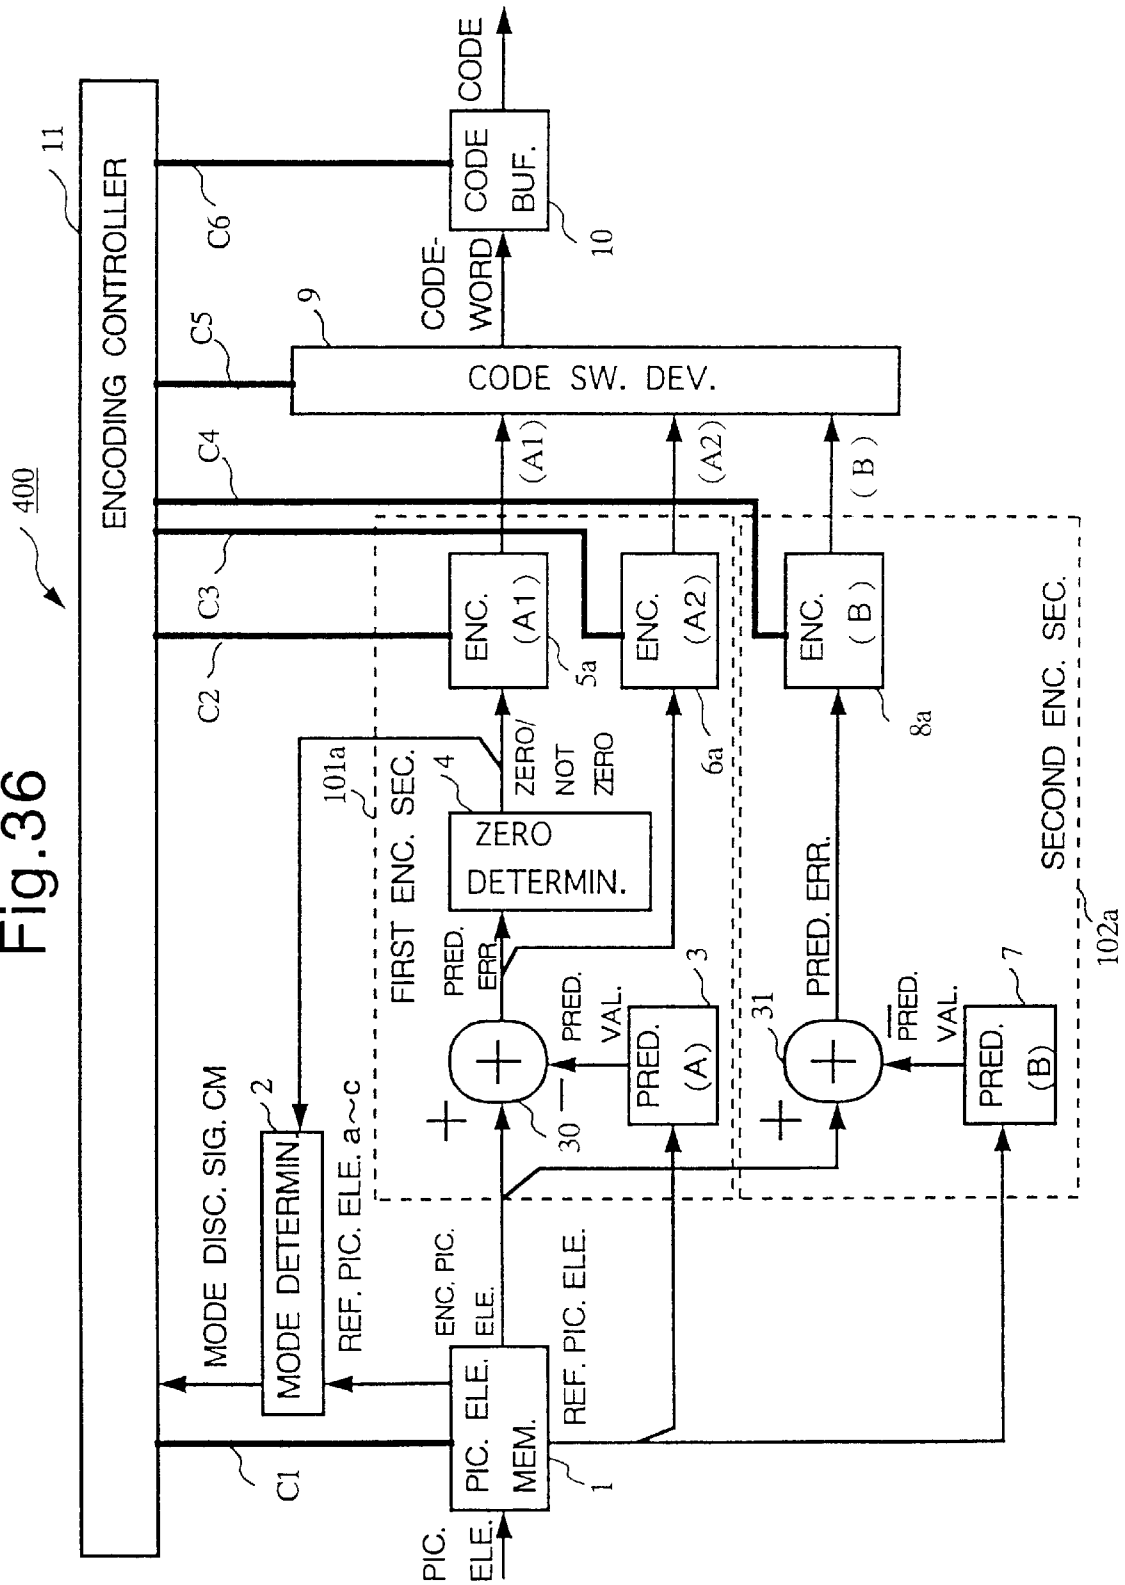 Fig.36
400
11
ENCODING CONTROLLER
C1
C2
C3
C4
C5
C6
MODE DISC. SIG. CM
2
MODE DETERMIN.
REF. PIC. ELE. a~c
PIC.
ELE.
PIC. ELE.
MEM.
1
ENC. PIC.
ELE.
REF. PIC. ELE.
101a
FIRST ENC. SEC.
+
+
30
−
PRED.
ERR.
PRED.
VAL.
PRED.
(A)
3
4
ZERO
DETERMIN.
ZERO/
NOT
ZERO
ENC.
(A1)
5a
ENC.
(A2)
6a
(A1)
(A2)
(B)
9
CODE SW. DEV.
CODE-
WORD
CODE
BUF.
10
CODE
+
+
31
−
PRED. ERR.
PRED.
VAL.
PRED.
(B)
7
ENC.
(B)
8a
SECOND ENC. SEC.
102a